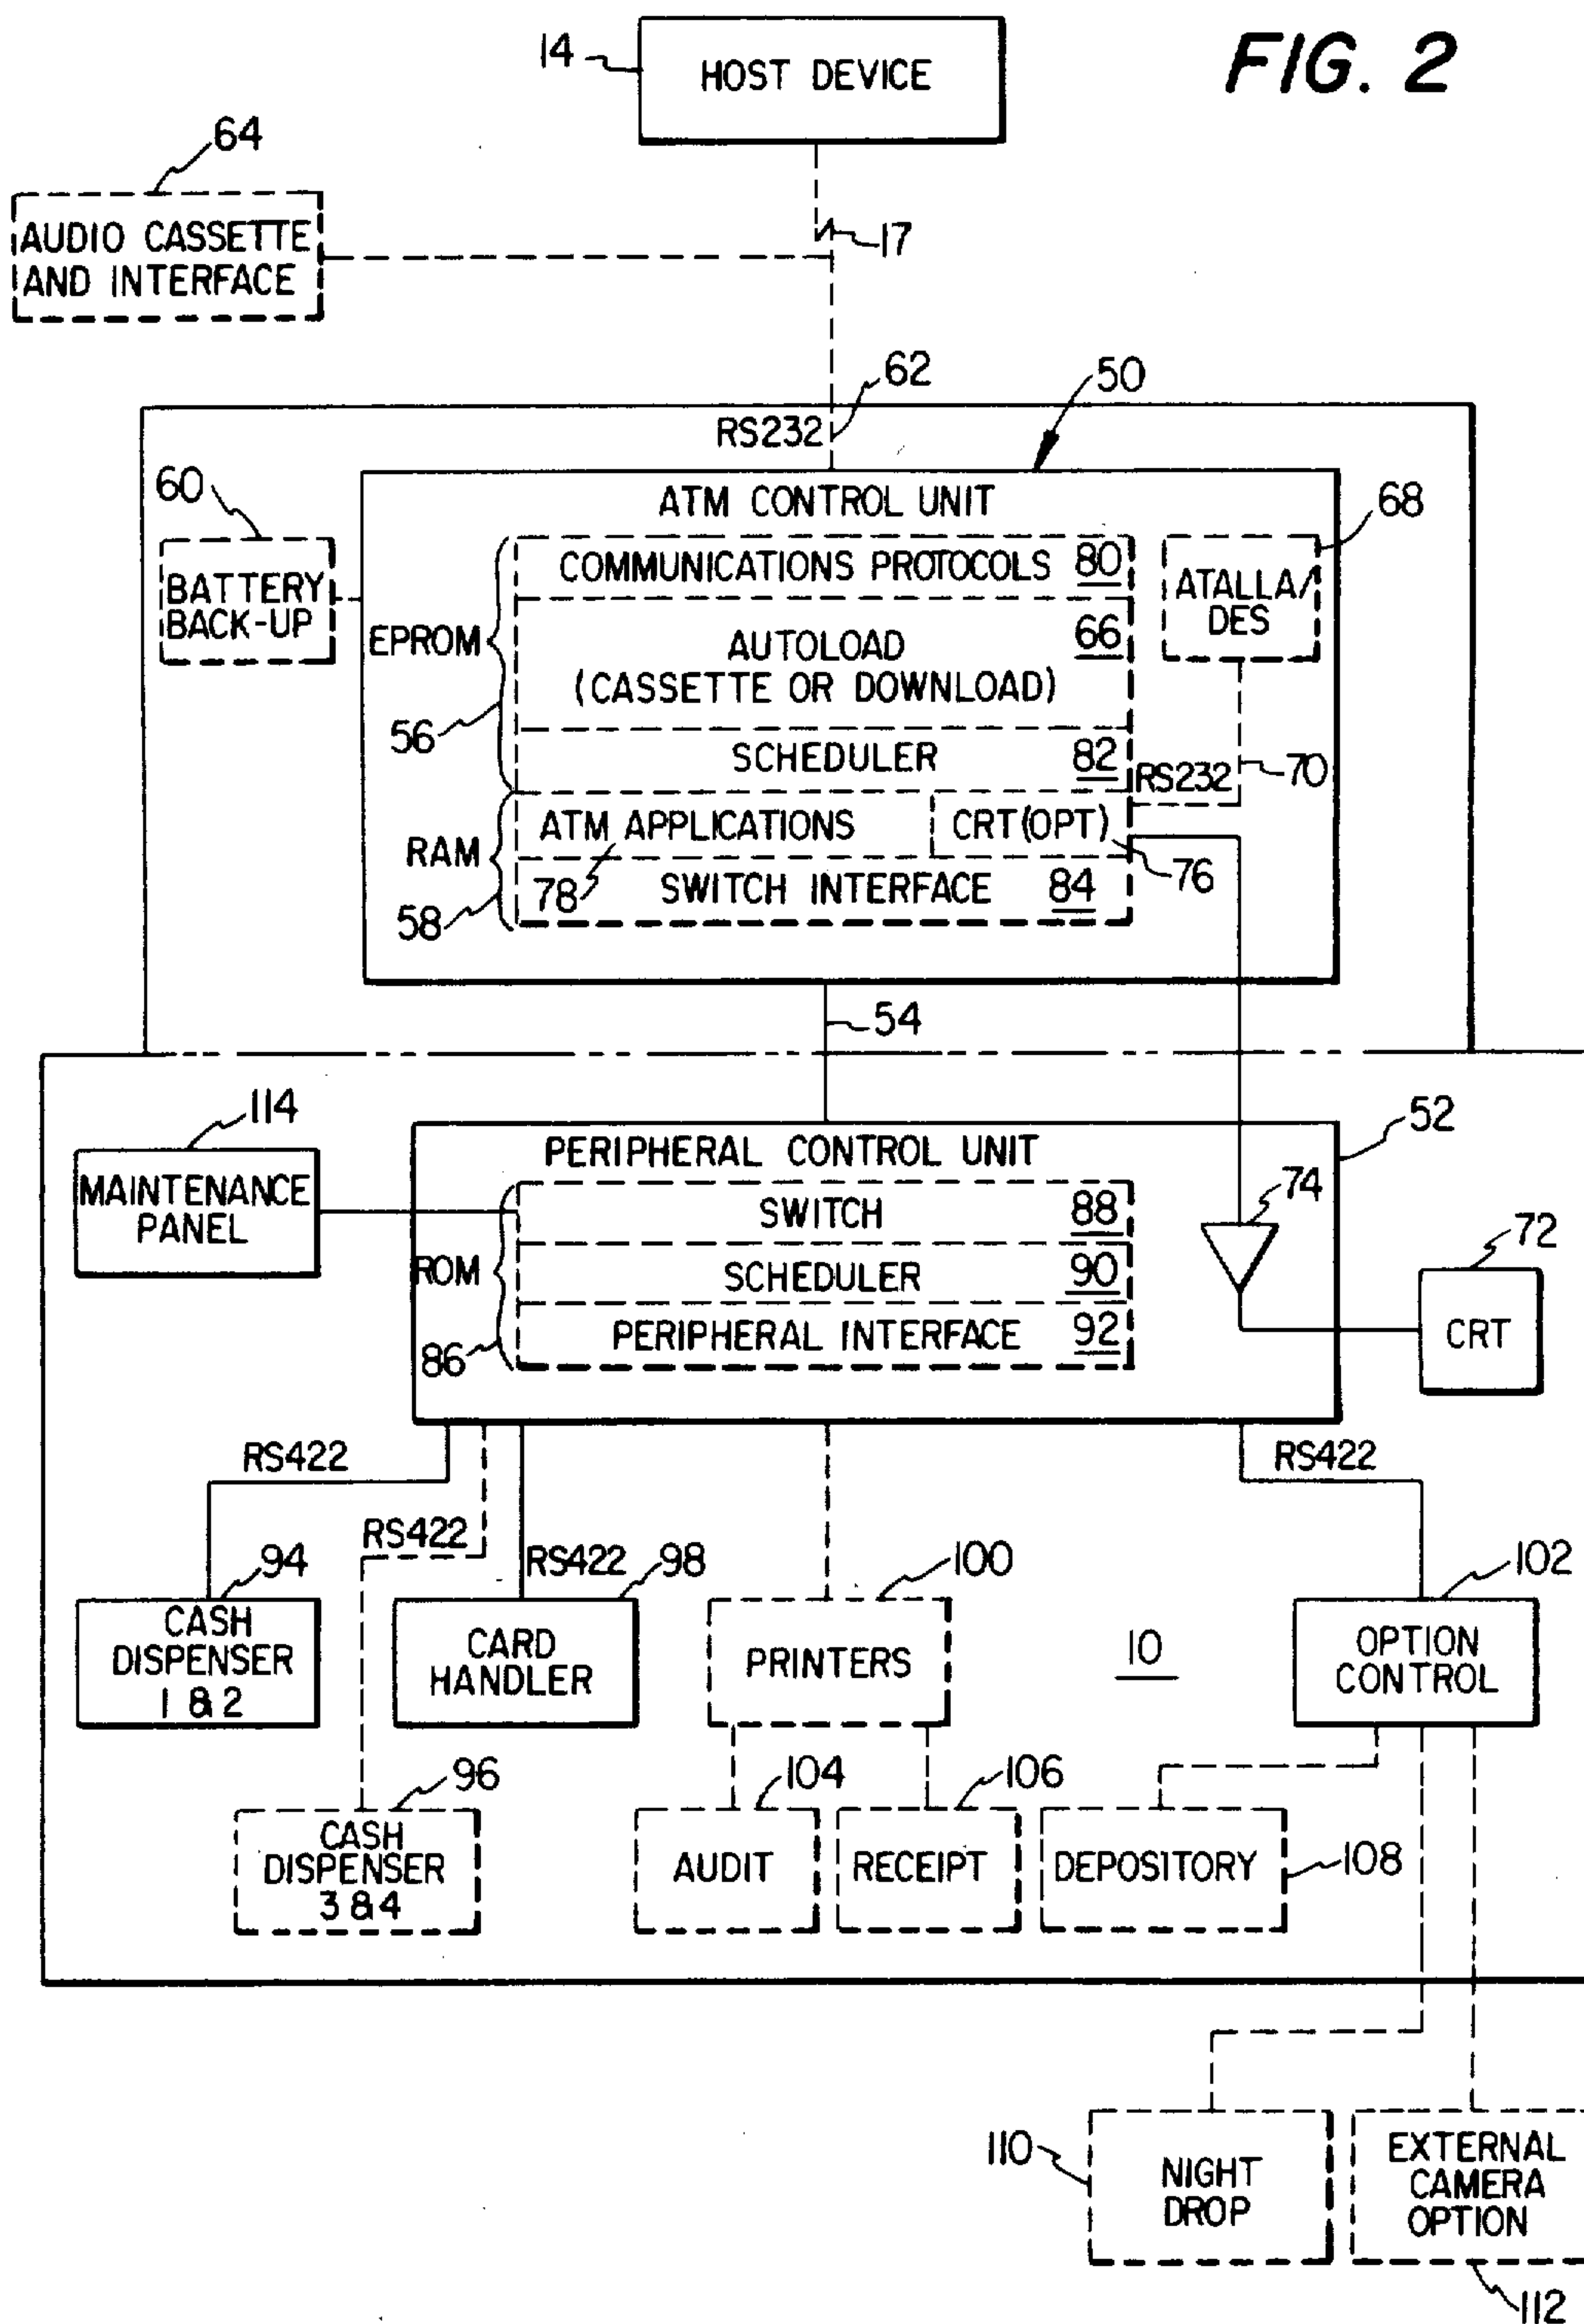 FIG. 2
14
HOST DEVICE
64
AUDIO CASSETTE
AND INTERFACE
17
62
50
RS232
60
BATTERY
BACK-UP
ATM CONTROL UNIT
68
COMMUNICATIONS PROTOCOLS 80
ATALLA/
DES
EPROM
AUTOLOAD 66
(CASSETTE OR DOWNLOAD)
56
SCHEDULER 82
RS232
70
RAM
ATM APPLICATIONS
CRT (OPT)
76
78
SWITCH INTERFACE 84
58
54
114
MAINTENANCE
PANEL
52
PERIPHERAL CONTROL UNIT
SWITCH 88
74
ROM
SCHEDULER 90
72
CRT
PERIPHERAL INTERFACE 92
86
RS422
RS422
RS422
RS422
94
CASH
DISPENSER
1 & 2
98
CARD
HANDLER
100
PRINTERS
10
102
OPTION
CONTROL
96
CASH
DISPENSER
3 & 4
104
AUDIT
106
RECEIPT
DEPOSITORY
108
110
NIGHT
DROP
EXTERNAL
CAMERA
OPTION
112